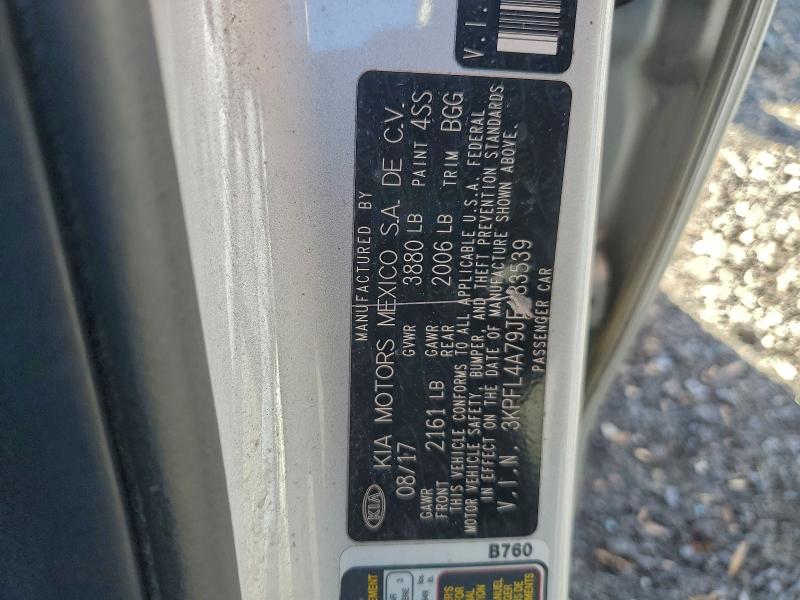 V.I.
KIA
MANUFACTURED BY
KIA MOTORS MEXICO S.A. DE C.V.
08/17 GVWR 3880 LB PAINT 4SS
GAWR FRONT 2161 LB GAWR REAR 2006 LB TRIM BGG
THIS VEHICLE CONFORMS TO ALL APPLICABLE U.S.A. FEDERAL
MOTOR VEHICLE SAFETY, BUMPER, AND THEFT PREVENTION STANDARDS
IN EFFECT ON THE DATE OF MANUFACTURE SHOWN ABOVE.
V.I.N
PASSENGER CAR
B760